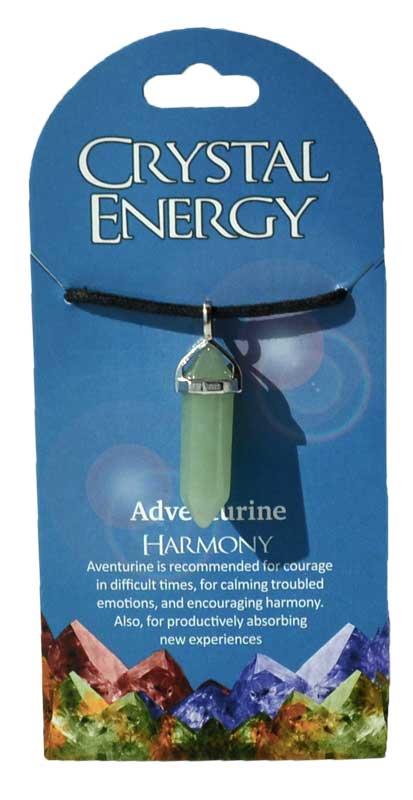 CRYSTAL
ENERGY
Adventurine
HARMONY
Aventurine is recommended for courage
in difficult times, for calming troubled
emotions, and encouraging harmony.
Also, for productively absorbing
new experiences